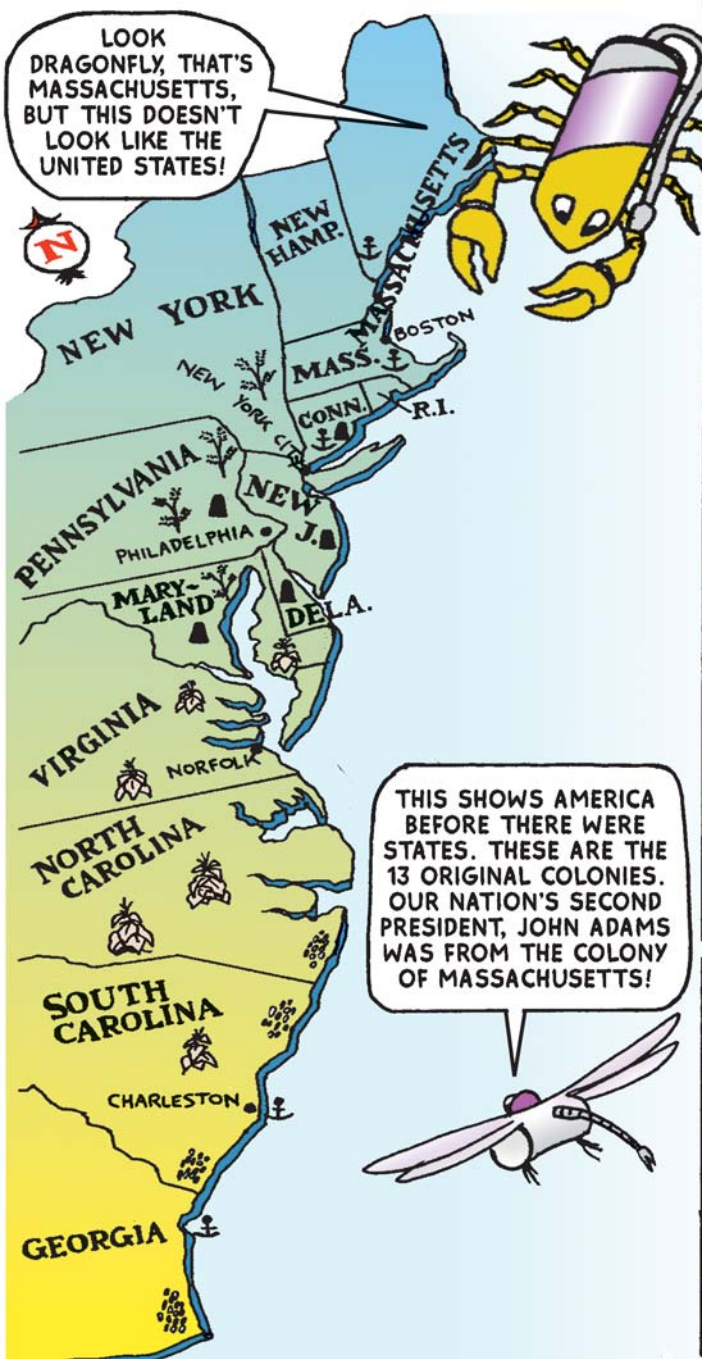 LOOK
DRAGONFLY, THAT'S
MASSACHUSETTS,
BUT THIS DOESN'T
LOOK LIKE THE
UNITED STATES!
N
MASSACHUSETTS
NEW
HAMP.
NEW YORK
BOSTON
MASS.
NEW YORK CITY
CONN.
R.I.
PENNSYLVANIA
NEW
J.
PHILADELPHIA
MARY-
LAND
DELA.
VIRGINIA
NORFOLK
THIS SHOWS AMERICA
BEFORE THERE WERE
STATES. THESE ARE THE
13 ORIGINAL COLONIES.
OUR NATION'S SECOND
PRESIDENT, JOHN ADAMS
WAS FROM THE COLONY
OF MASSACHUSETTS!
NORTH
CAROLINA
SOUTH
CAROLINA
CHARLESTON
GEORGIA